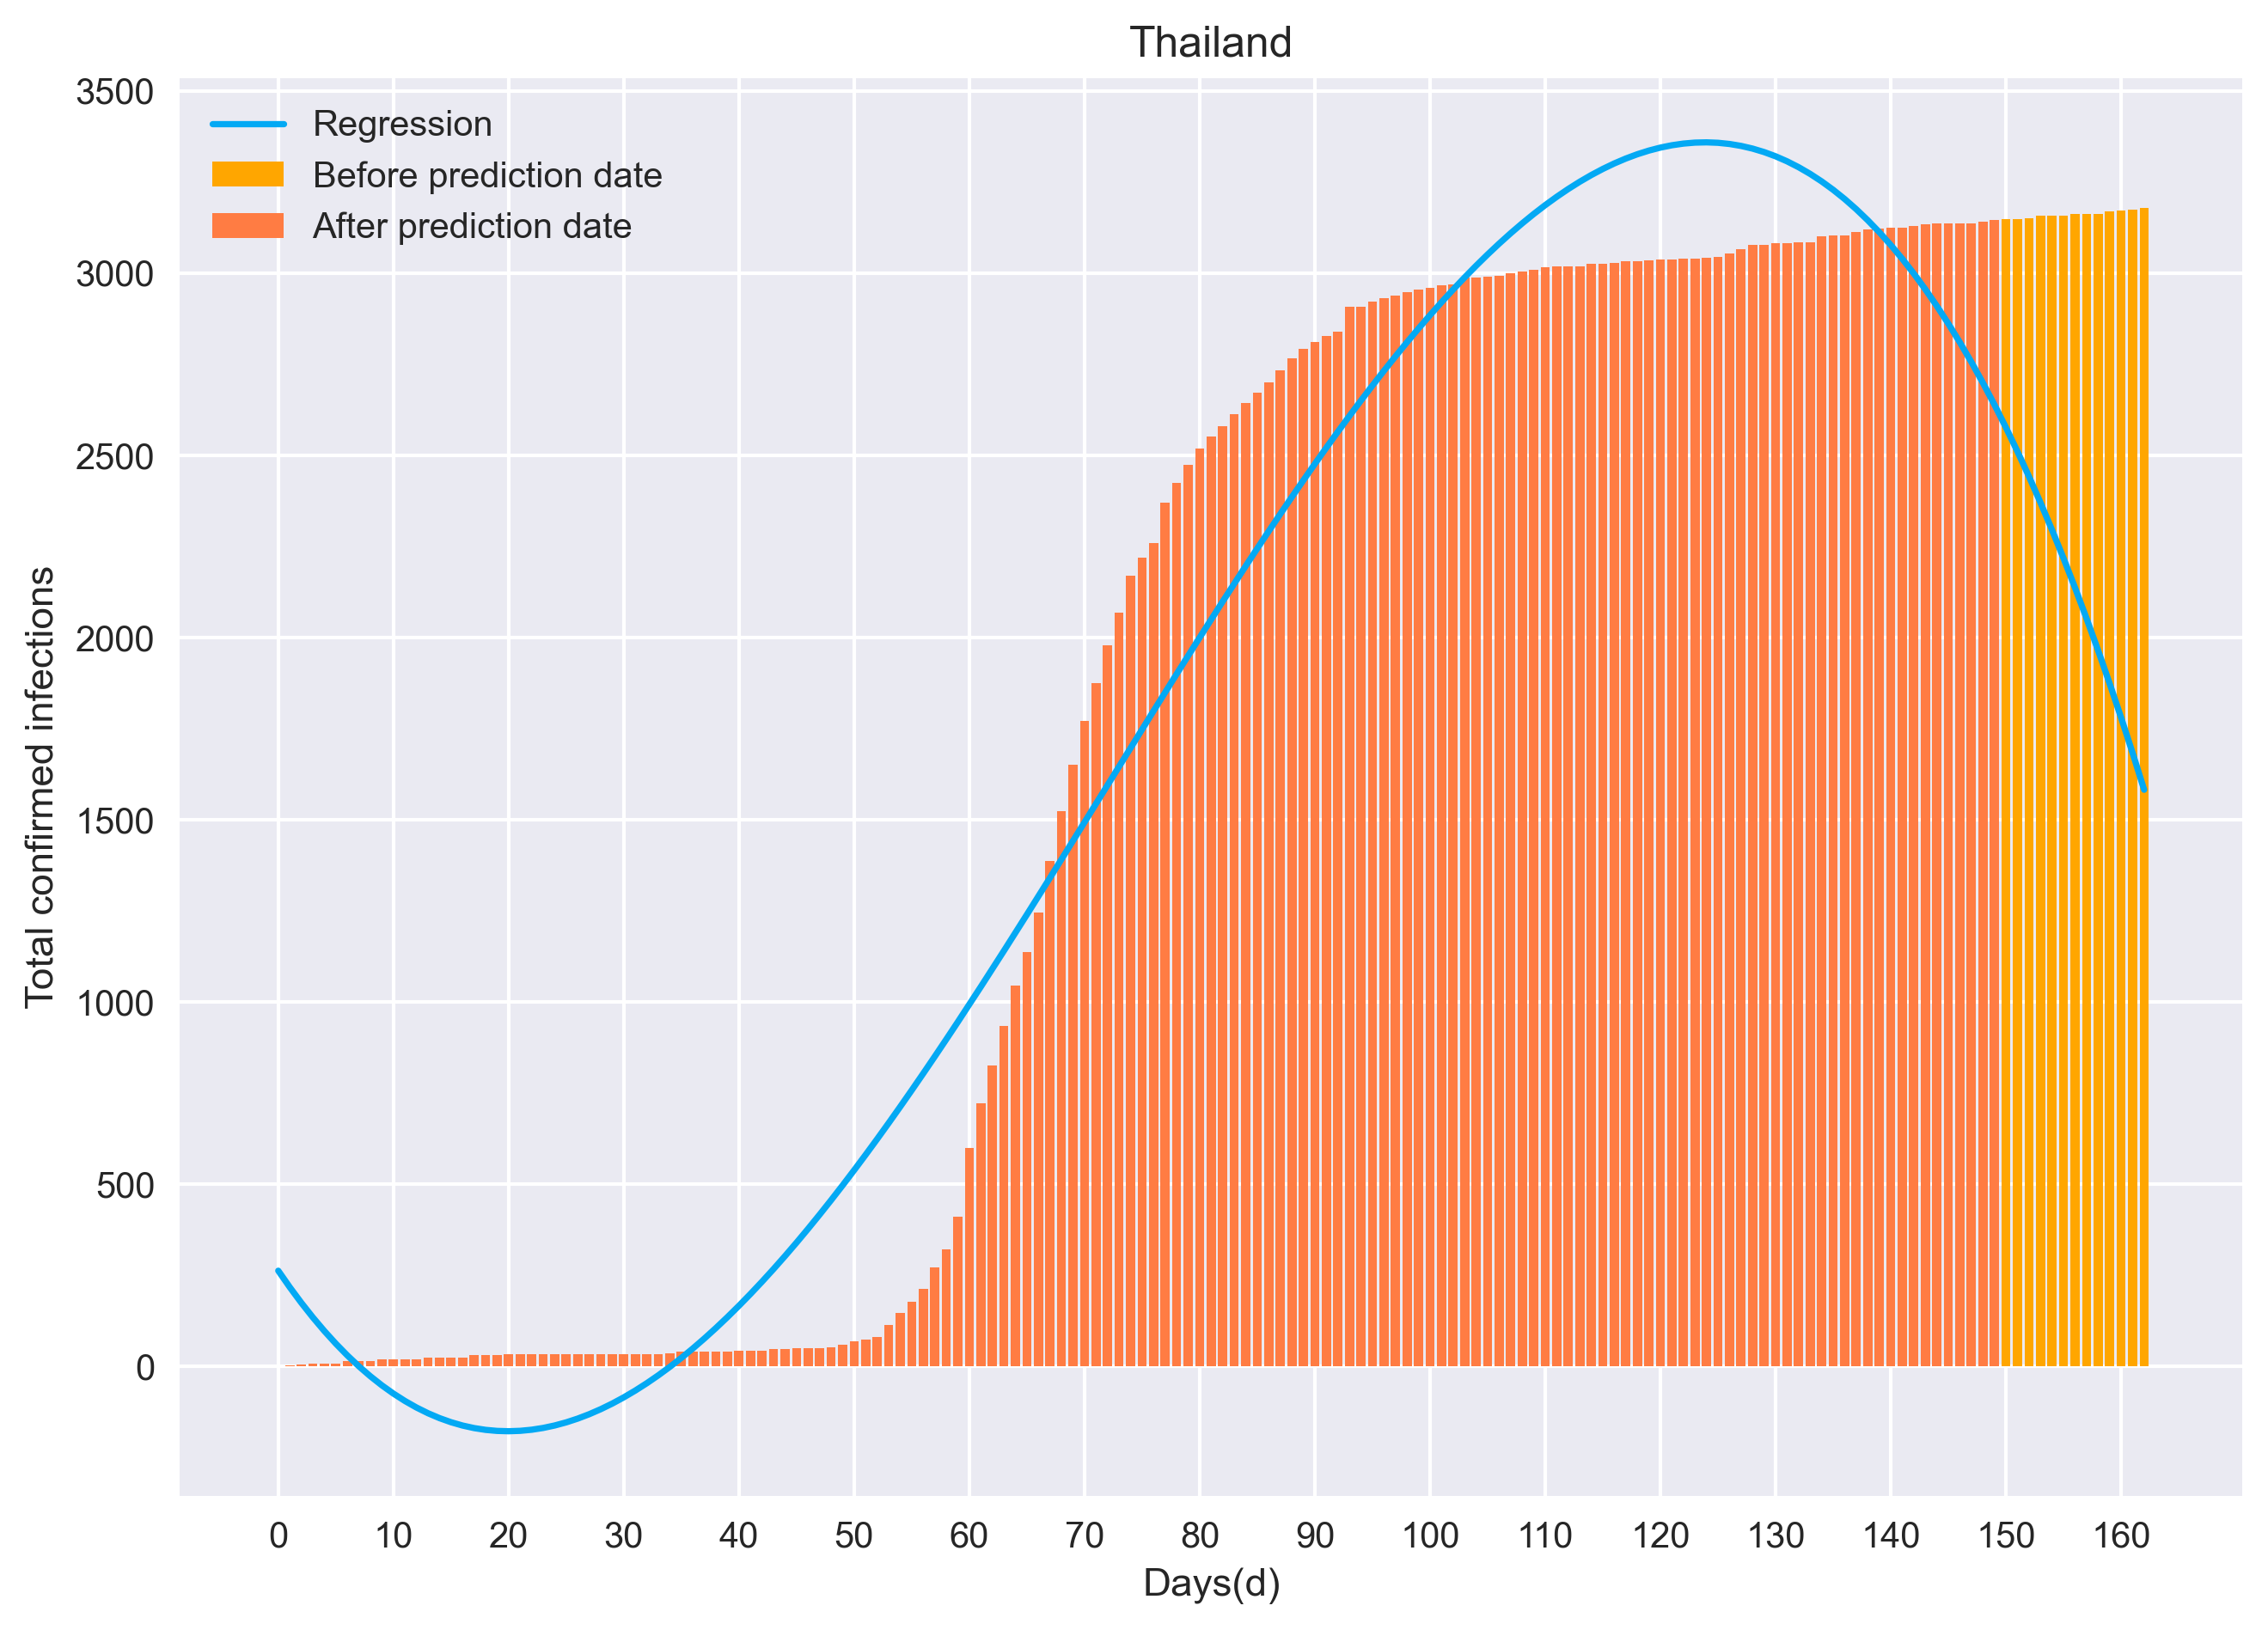 Thailand
3500
3000
2500
2000
1500
1000
500
0
Regression
Before prediction date
After prediction date
Total confirmed infections
0 10 20 30 40 50 60 70 80 90 100 110 120 130 140 150 160
Days(d)